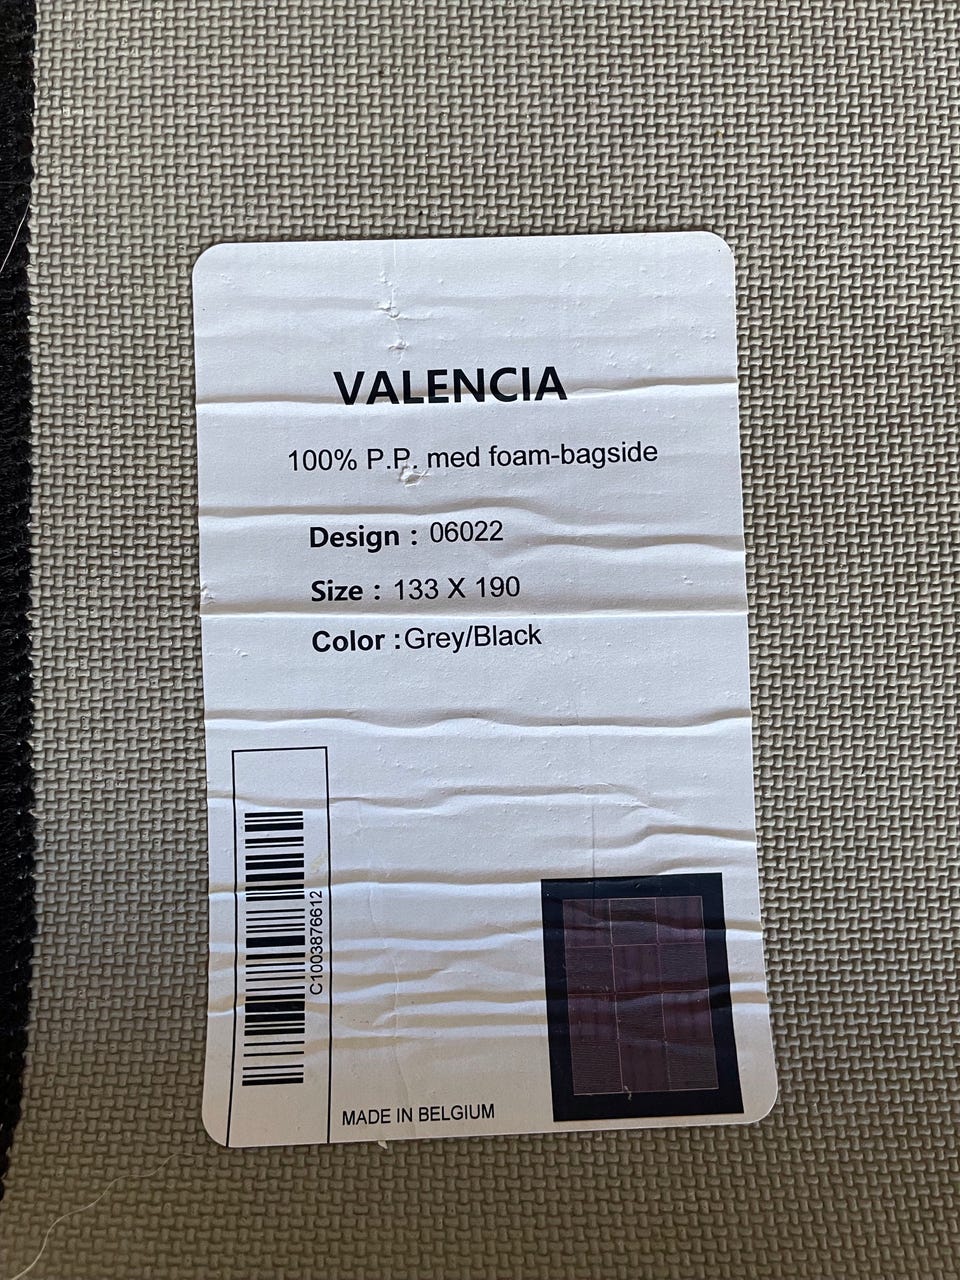 VALENCIA
100% P.P. med foam-bagside
Design : 06022
Size : 133 X 190
Color :Grey/Black
C1003876612
MADE IN BELGIUM